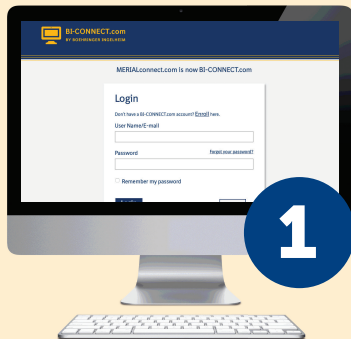 BI-CONNECT.com
BY BOEHRINGER INGELHEIM
MERIALconnect.com is now BI-CONNECT.com
Login
Don't have a BI-CONNECT.com account? Enroll here.
User Name/E-mail
Password
Forgot your password?
Remember my password
Login
1